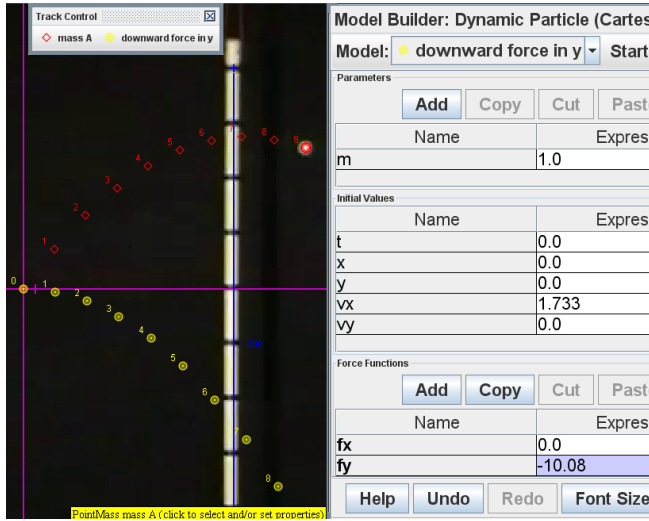 Track Control
mass A downward force in y
Model Builder: Dynamic Particle (Cartes
Model: downward force in y Start
Parameters
Add Copy Cut Past
Name Expres
m 1.0
Initial Values
Name Expres
t 0.0
x 0.0
y 0.0
vx 1.733
vy 0.0
Force Functions
Add Copy Cut Past
Name Expres
fx 0.0
fy -10.08
Help Undo Redo Font Size
0
1
2
3
4
5
6
7
8
9
1
2
3
4
5
6
7
8
PointMass mass A (click to select and/or set properties)